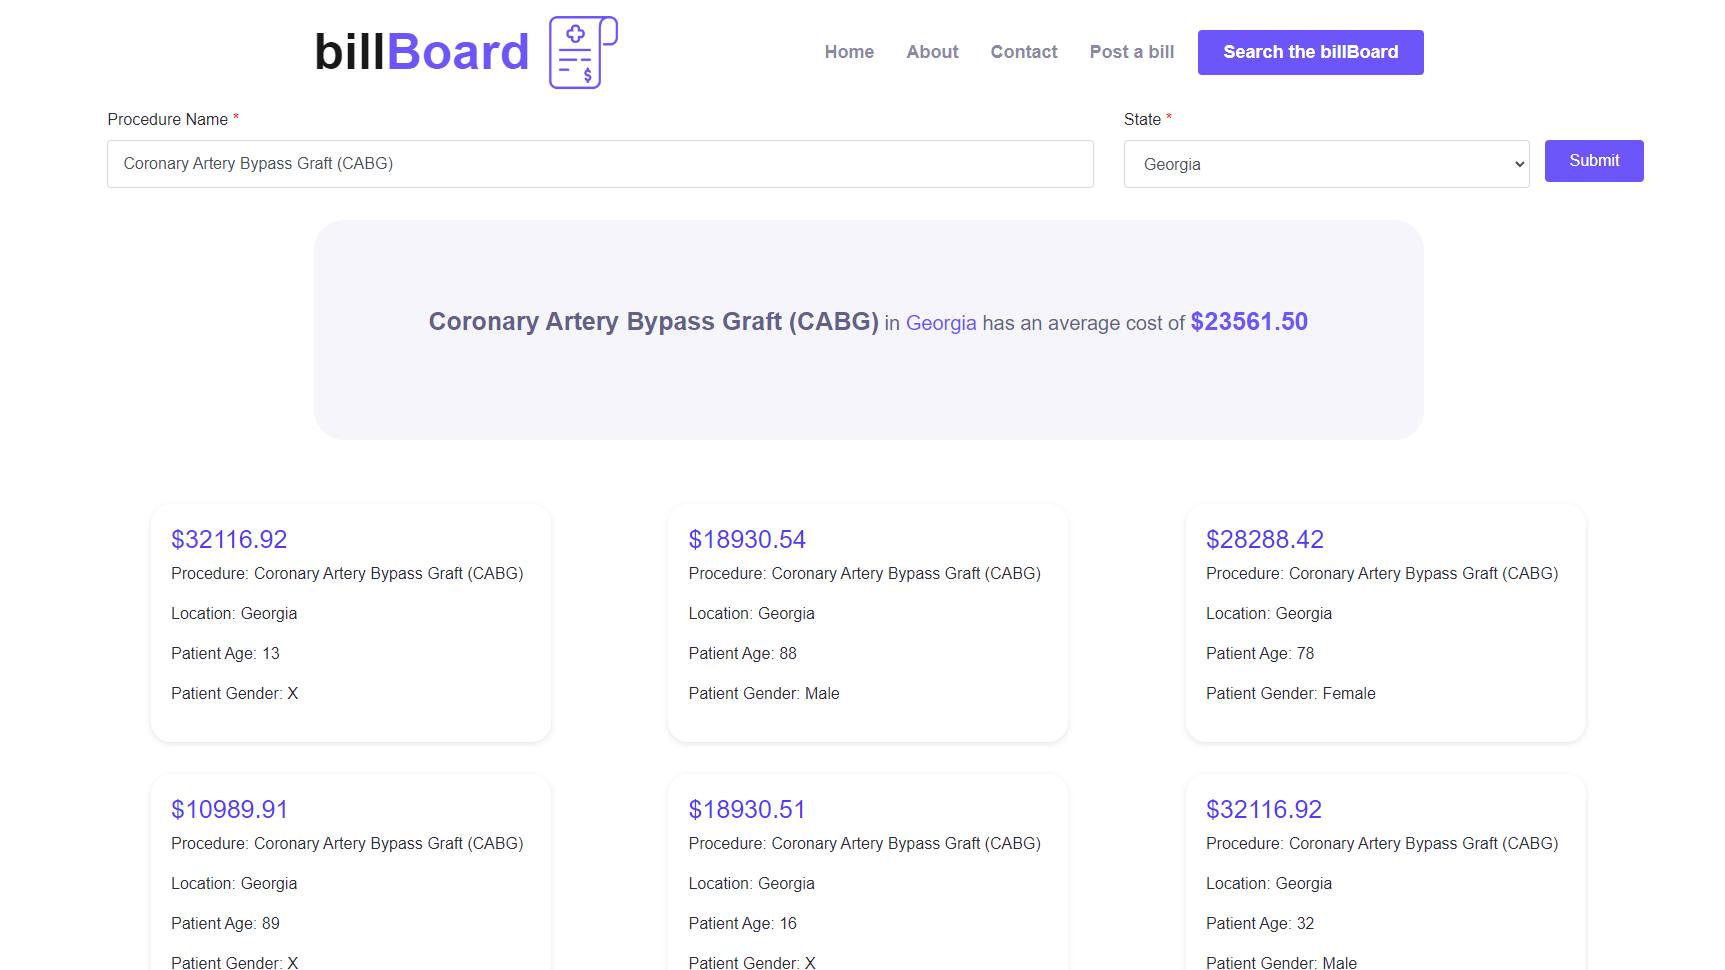 billBoard
Home About Contact Post a bill Search the billBoard
Procedure Name * State *
Coronary Artery Bypass Graft (CABG) Georgia Submit
Coronary Artery Bypass Graft (CABG) in Georgia has an average cost of $23561.50
$32116.92
Procedure: Coronary Artery Bypass Graft (CABG)
Location: Georgia
Patient Age: 13
Patient Gender: X
$18930.54
Procedure: Coronary Artery Bypass Graft (CABG)
Location: Georgia
Patient Age: 88
Patient Gender: Male
$28288.42
Procedure: Coronary Artery Bypass Graft (CABG)
Location: Georgia
Patient Age: 78
Patient Gender: Female
$10989.91
Procedure: Coronary Artery Bypass Graft (CABG)
Location: Georgia
Patient Age: 89
Patient Gender: X
$18930.51
Procedure: Coronary Artery Bypass Graft (CABG)
Location: Georgia
Patient Age: 16
Patient Gender: X
$32116.92
Procedure: Coronary Artery Bypass Graft (CABG)
Location: Georgia
Patient Age: 32
Patient Gender: Male